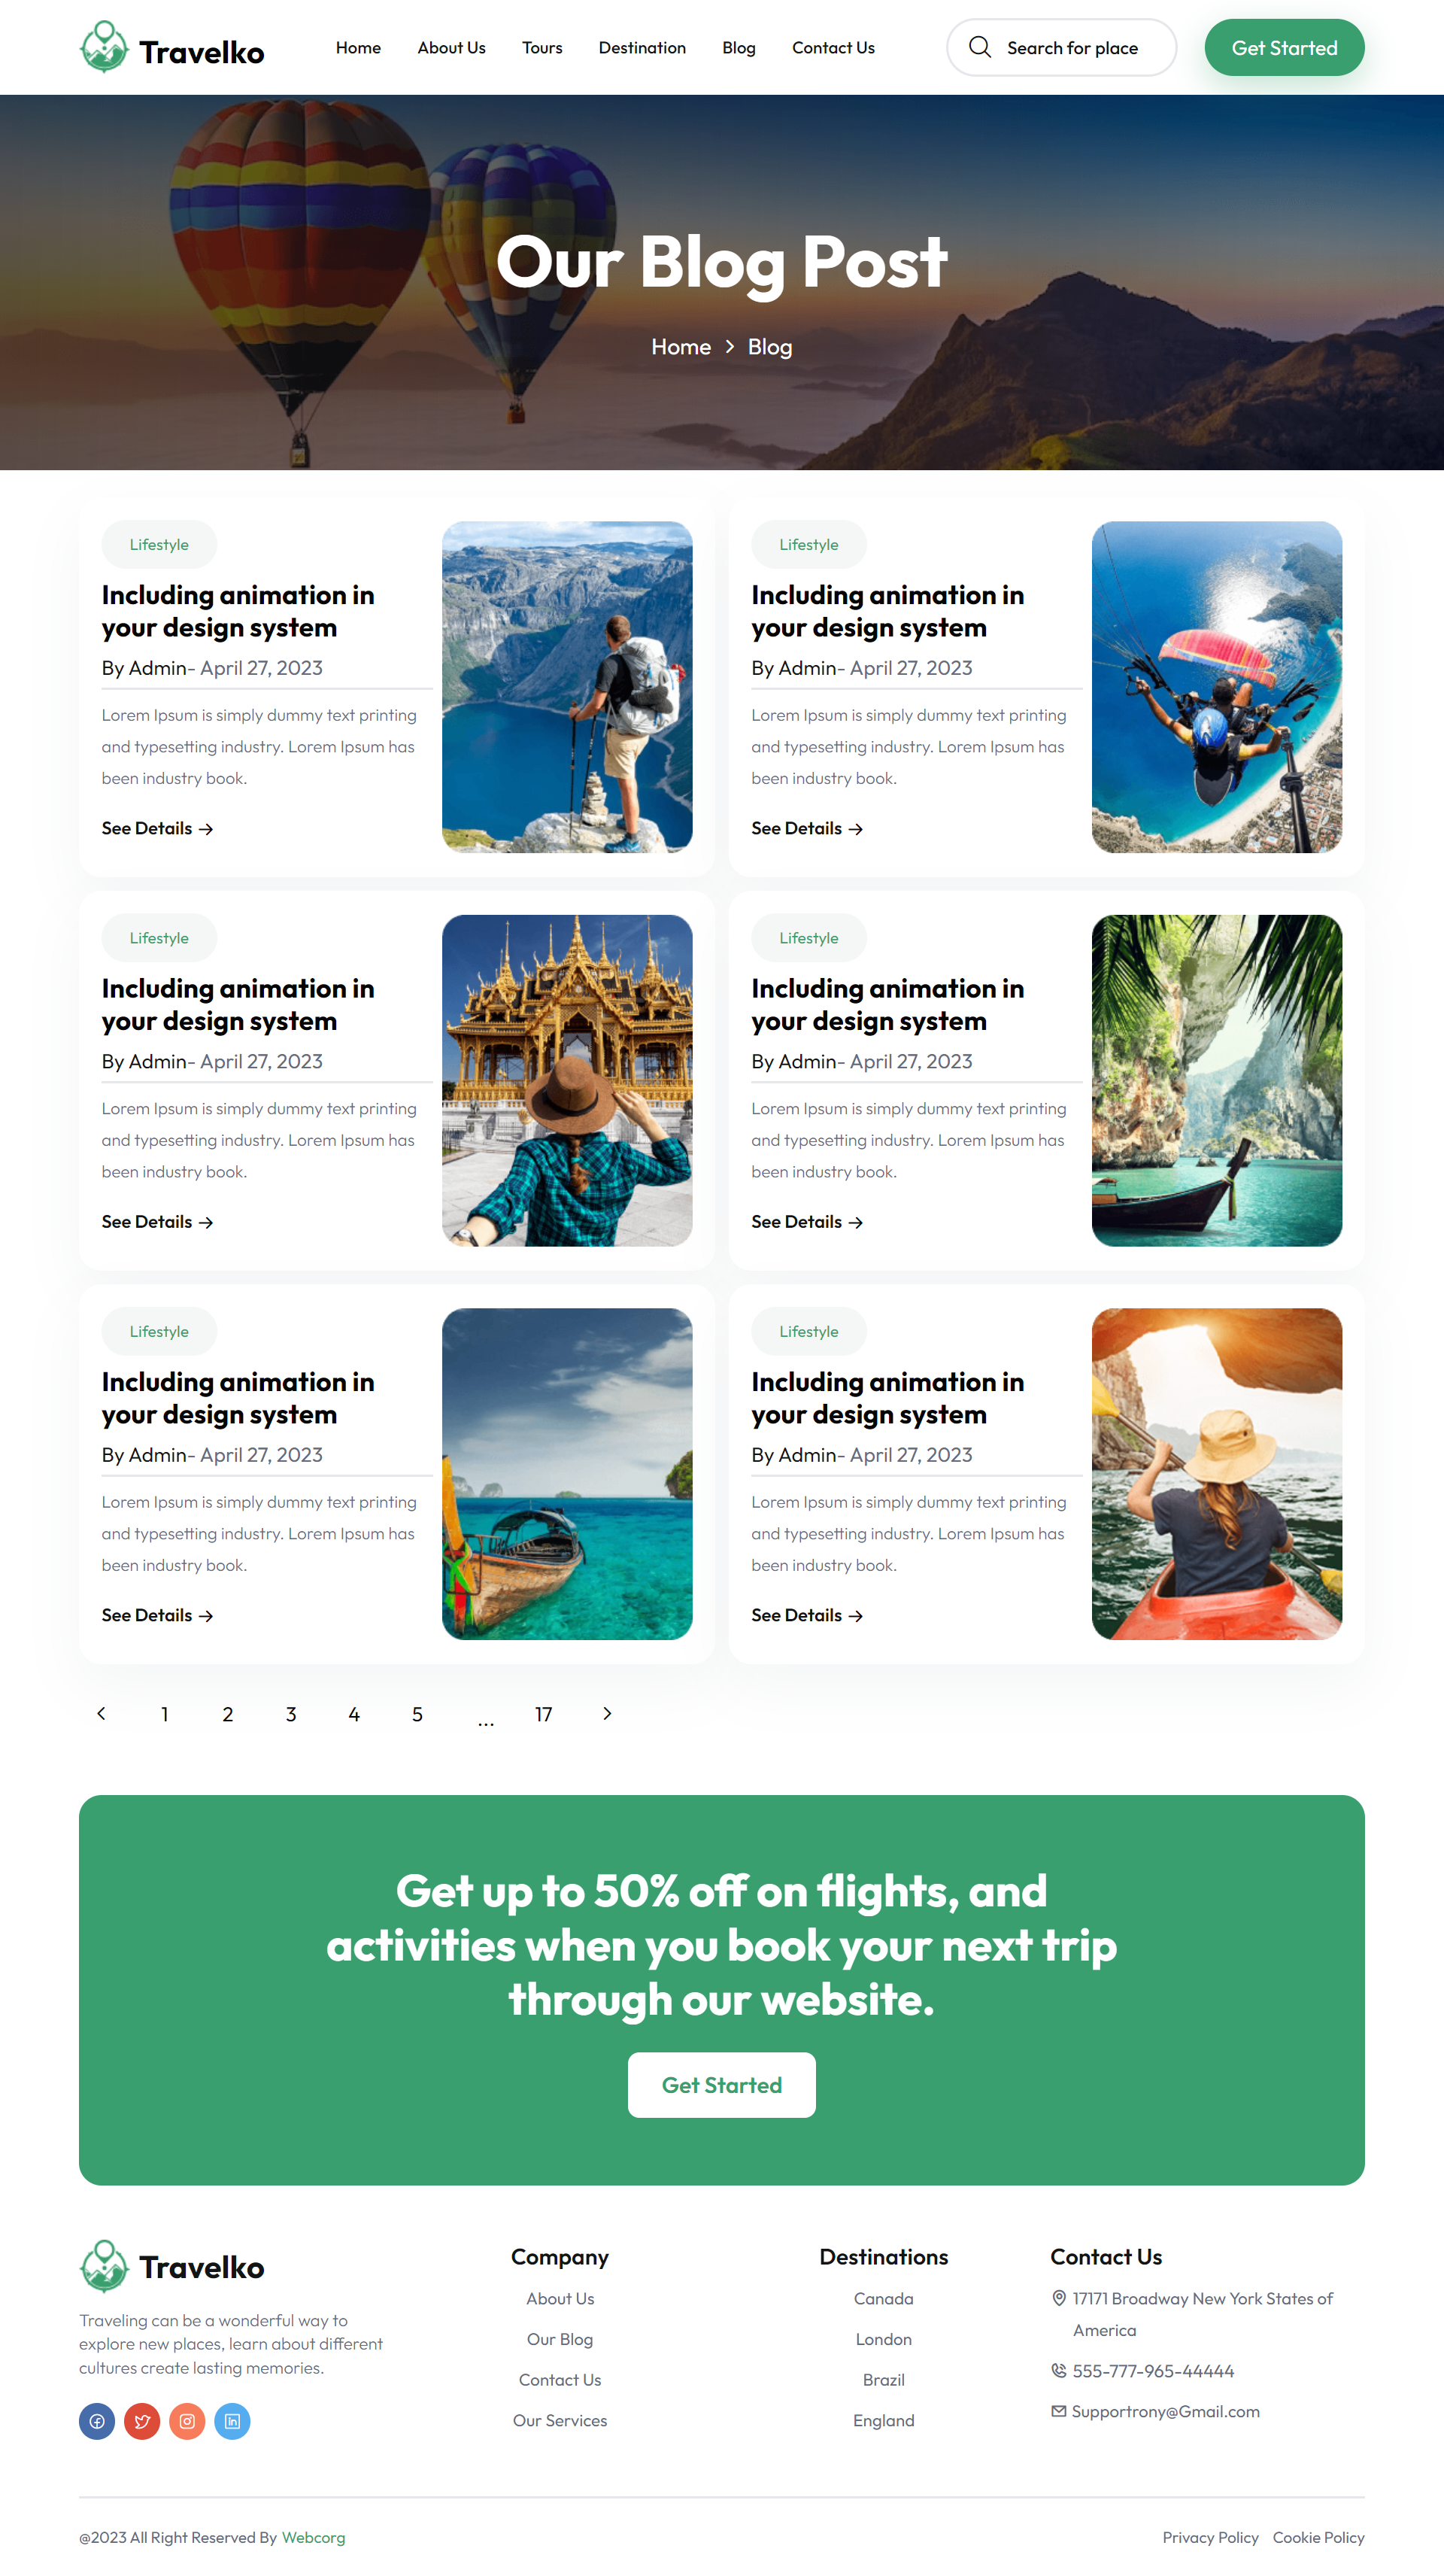 Travelko
Home
About Us
Tours
Destination
Blog
Contact Us
Search for place
Get Started
Our Blog Post
Home > Blog
Lifestyle
Including animation in
your design system
By Admin- April 27, 2023
Lorem Ipsum is simply dummy text printing
and typesetting industry. Lorem Ipsum has
been industry book.
See Details →
Lifestyle
Including animation in
your design system
By Admin- April 27, 2023
Lorem Ipsum is simply dummy text printing
and typesetting industry. Lorem Ipsum has
been industry book.
See Details →
Lifestyle
Including animation in
your design system
By Admin- April 27, 2023
Lorem Ipsum is simply dummy text printing
and typesetting industry. Lorem Ipsum has
been industry book.
See Details →
Lifestyle
Including animation in
your design system
By Admin- April 27, 2023
Lorem Ipsum is simply dummy text printing
and typesetting industry. Lorem Ipsum has
been industry book.
See Details →
Lifestyle
Including animation in
your design system
By Admin- April 27, 2023
Lorem Ipsum is simply dummy text printing
and typesetting industry. Lorem Ipsum has
been industry book.
See Details →
Lifestyle
Including animation in
your design system
By Admin- April 27, 2023
Lorem Ipsum is simply dummy text printing
and typesetting industry. Lorem Ipsum has
been industry book.
See Details →
< 1 2 3 4 5 ... 17 >
Get up to 50% off on flights, and
activities when you book your next trip
through our website.
Get Started
Travelko
Traveling can be a wonderful way to
explore new places, learn about different
cultures create lasting memories.
Company
About Us
Our Blog
Contact Us
Our Services
Destinations
Canada
London
Brazil
England
Contact Us
17171 Broadway New York States of
America
555-777-965-44444
Supportrony@Gmail.com
@2023 All Right Reserved By Webcorg
Privacy Policy
Cookie Policy